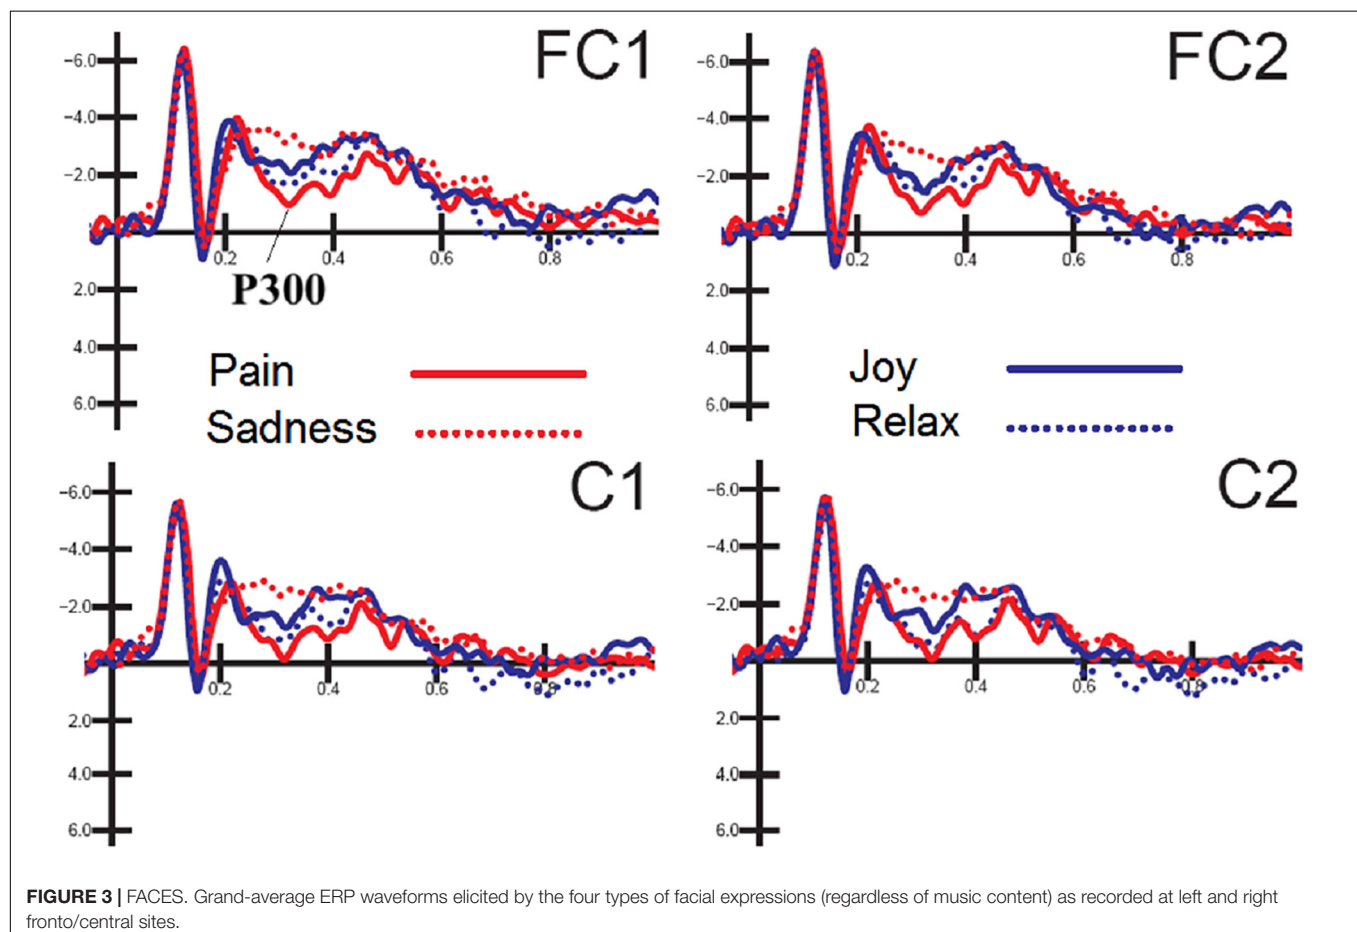 FC1
−6.0
−4.0
−2.0
0.2 0.4 0.6 0.8
P300
2.0
4.0
6.0
FC2
−6.0
−4.0
−2.0
0.2 0.4 0.6 0.8
2.0
4.0
6.0
Pain
Sadness
Joy
Relax
C1
−6.0
−4.0
−2.0
0.2 0.4 0.6 0.8
2.0
4.0
6.0
C2
−6.0
−4.0
−2.0
0.2 0.4 0.6 0.8
2.0
4.0
6.0
FIGURE 3 | FACES. Grand-average ERP waveforms elicited by the four types of facial expressions (regardless of music content) as recorded at left and right
fronto/central sites.